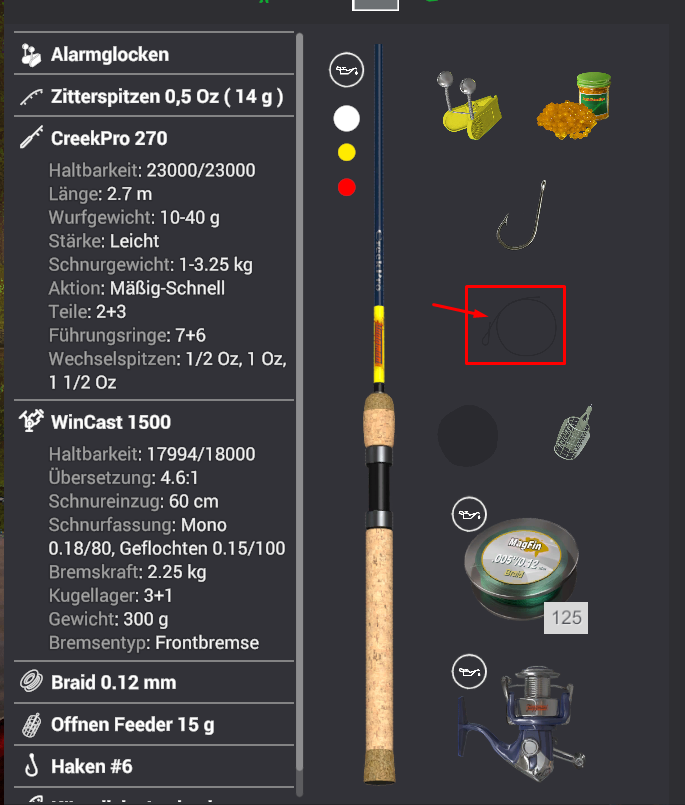 Alarmglocken
Zitterspitzen 0,5 Oz ( 14 g )
CreekPro 270
Haltbarkeit: 23000/23000
Länge: 2.7 m
Wurfgewicht: 10-40 g
Stärke: Leicht
Schnurgewicht: 1-3.25 kg
Aktion: Mäßig-Schnell
Teile: 2+3
Führungsringe: 7+6
Wechselspitzen: 1/2 Oz, 1 Oz,
1 1/2 Oz
WinCast 1500
Haltbarkeit: 17994/18000
Übersetzung: 4.6:1
Schnureinzug: 60 cm
Schnurfassung: Mono
0.18/80, Geflochten 0.15/100
Bremskraft: 2.25 kg
Kugellager: 3+1
Gewicht: 300 g
Bremsentyp: Frontbremse
Braid 0.12 mm
Offnen Feeder 15 g
Haken #6
CreekPro
MagFin
.005"/0.12
Braid
125